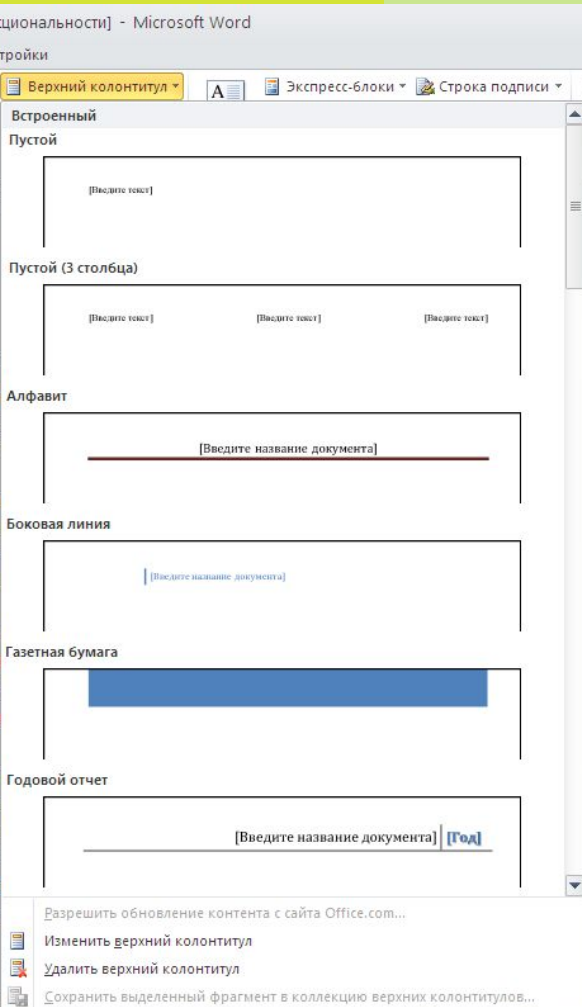 циональности] - Microsoft Word
тройки
Верхний колонтитул A Экспресс-блоки Строка подписи
Встроенный
Пустой
[Введите текст]
Пустой (3 столбца)
[Введите текст] [Введите текст] [Введите текст]
Алфавит
[Введите название документа]
Боковая линия
[Введите название документа]
Газетная бумага
Годовой отчет
[Введите название документа] [Год]
Разрешить обновление контента с сайта Office.com...
Изменить верхний колонтитул
Удалить верхний колонтитул
Сохранить выделенный фрагмент в коллекцию верхних колонтитулов...